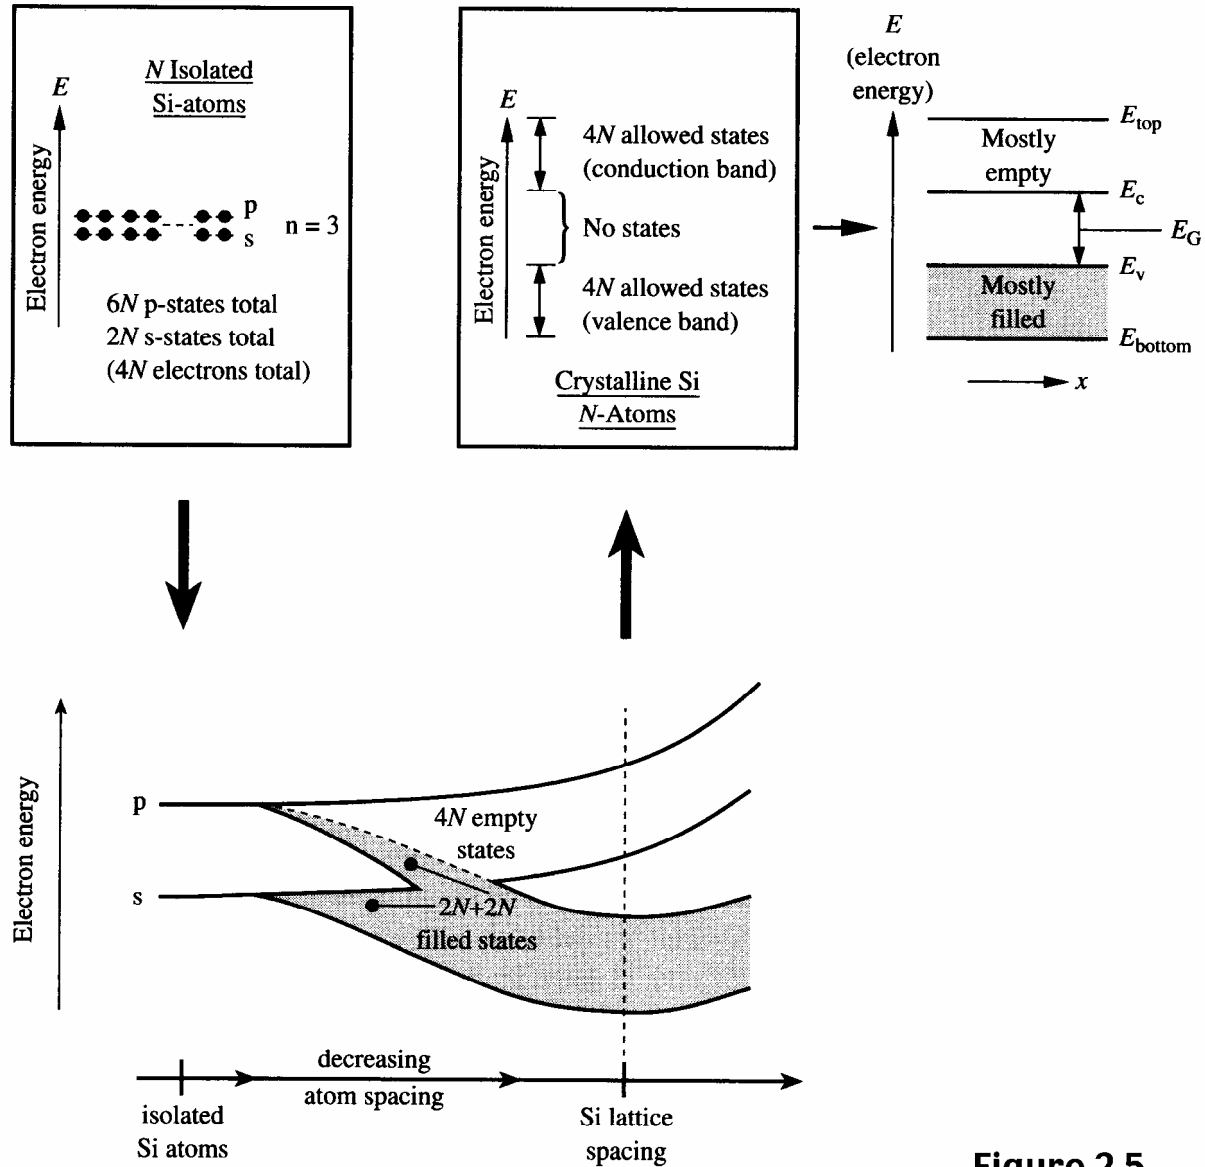 N Isolated
Si-atoms
E
Electron energy
p
s
n = 3
6N p-states total
2N s-states total
(4N electrons total)
E
Electron energy
4N allowed states
(conduction band)
No states
4N allowed states
(valence band)
Crystalline Si
N-Atoms
E
(electron
energy)
E_top
Mostly
empty
E_c
E_G
E_v
Mostly
filled
E_bottom
x
Electron energy
p
s
4N empty
states
2N+2N
filled states
decreasing
atom spacing
isolated
Si atoms
Si lattice
spacing
Figure 2.5